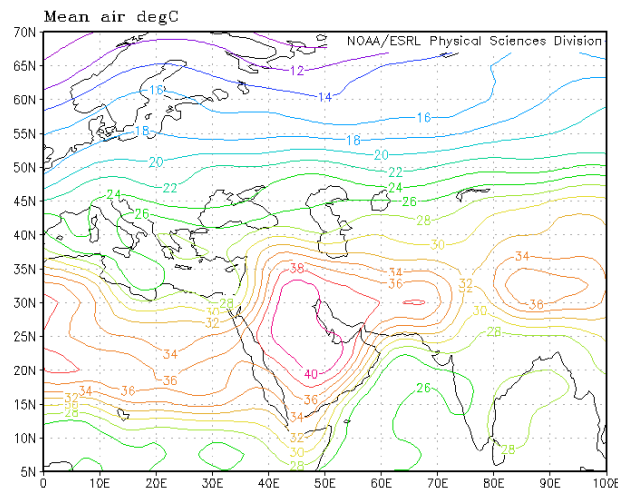 Mean air degC
NOAA/ESRL Physical Sciences Division
70N
65N
60N
55N
50N
45N
40N
35N
30N
25N
20N
15N
10N
5N
12
14
16
16
18
18
20
20
22
22
24
24
26
26
28
30
38
34
34
36
32
32
36
28
30
32
30
28
34
36
40
34
36
32
28
36
34
32
30
28
26
28
0
10E
20E
30E
40E
50E
60E
70E
80E
90E
100E